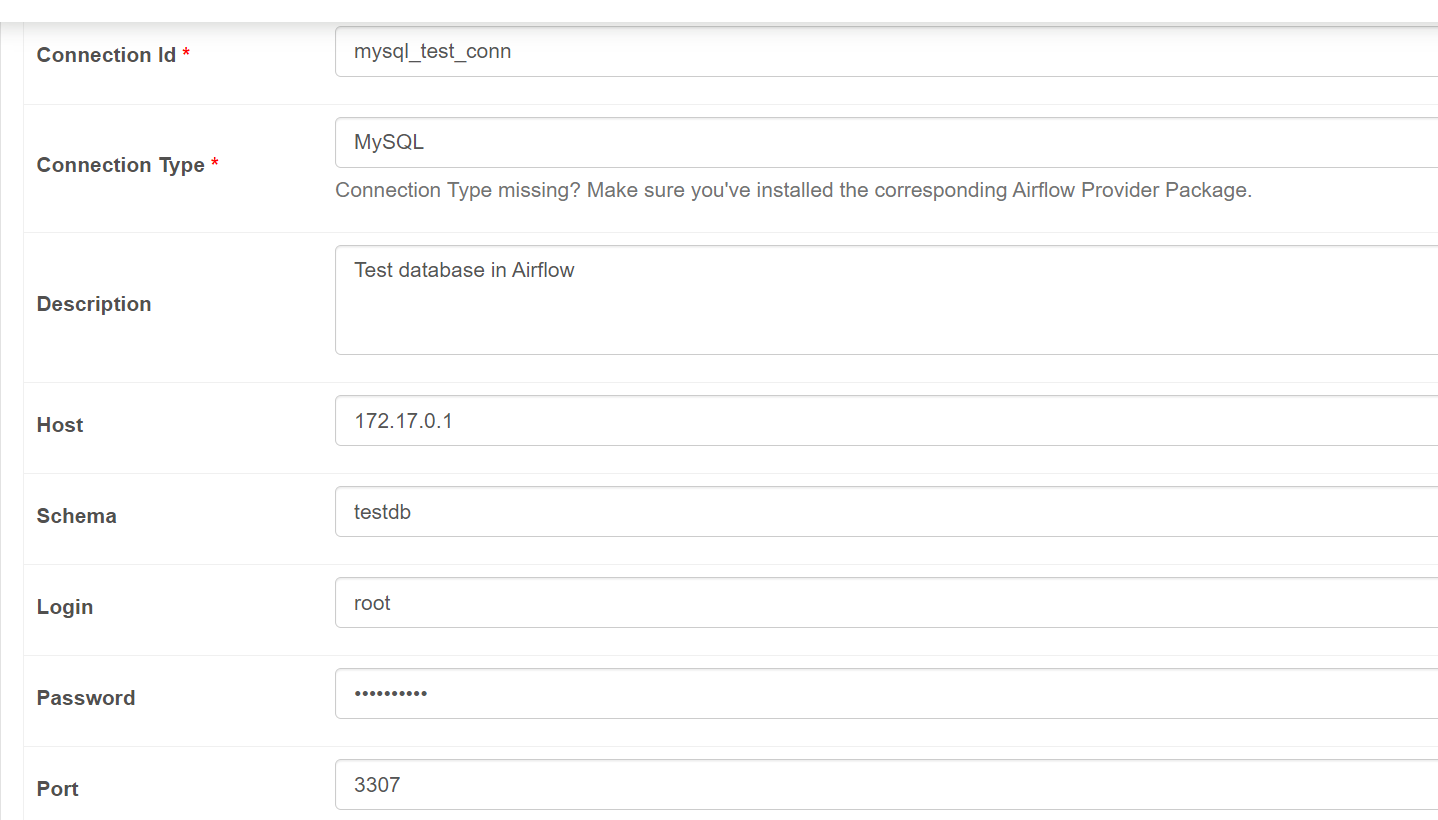 Connection Id *
mysql_test_conn
Connection Type *
MySQL
Connection Type missing? Make sure you've installed the corresponding Airflow Provider Package.
Description
Test database in Airflow
Host
172.17.0.1
Schema
testdb
Login
root
Password
••••••••••
Port
3307